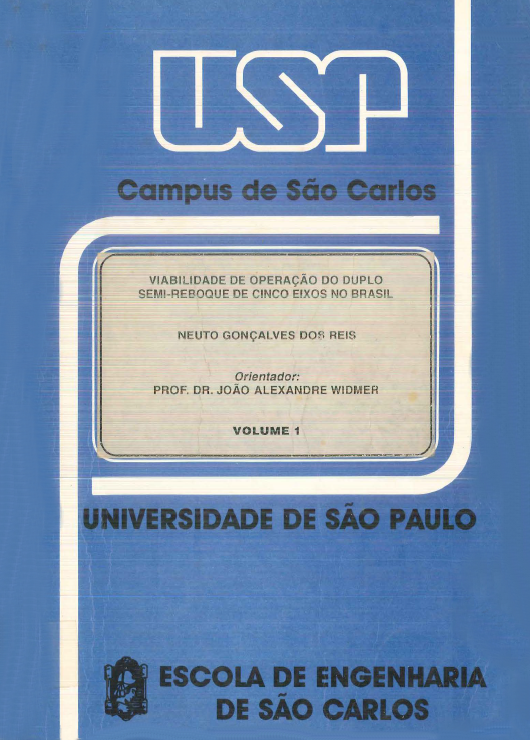 USP
Campus de São Carlos
VIABILIDADE DE OPERAÇÃO DO DUPLO
SEMI-REBOQUE DE CINCO EIXOS NO BRASIL
NEUTO GONÇALVES DOS REIS
Orientador:
PROF. DR. JOÃO ALEXANDRE WIDMER
VOLUME 1
UNIVERSIDADE DE SÃO PAULO
ESCOLA DE ENGENHARIA
DE SÃO CARLOS